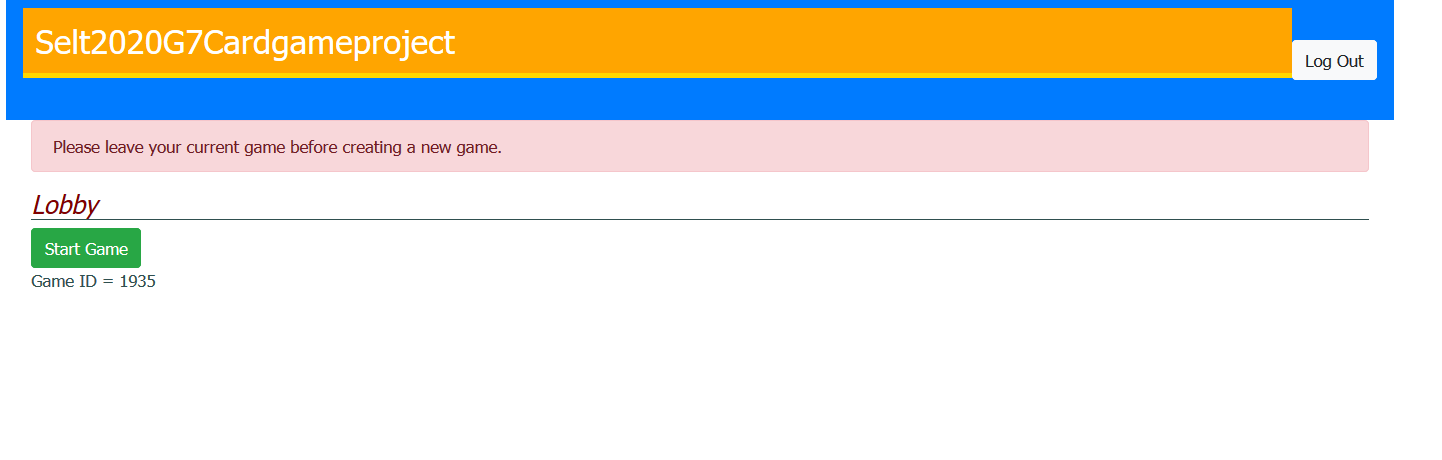 Selt2020G7Cardgameproject
Log Out
Please leave your current game before creating a new game.
Lobby
Start Game
Game ID = 1935